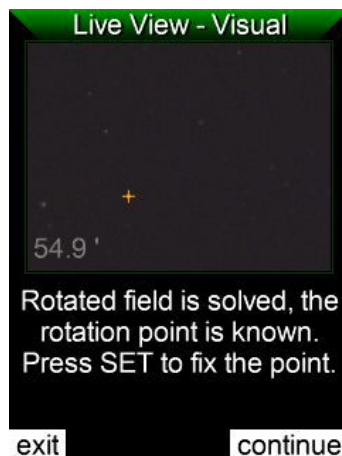 Live View - Visual
54.9 '
Rotated field is solved, the
rotation point is known.
Press SET to fix the point.
exit continue